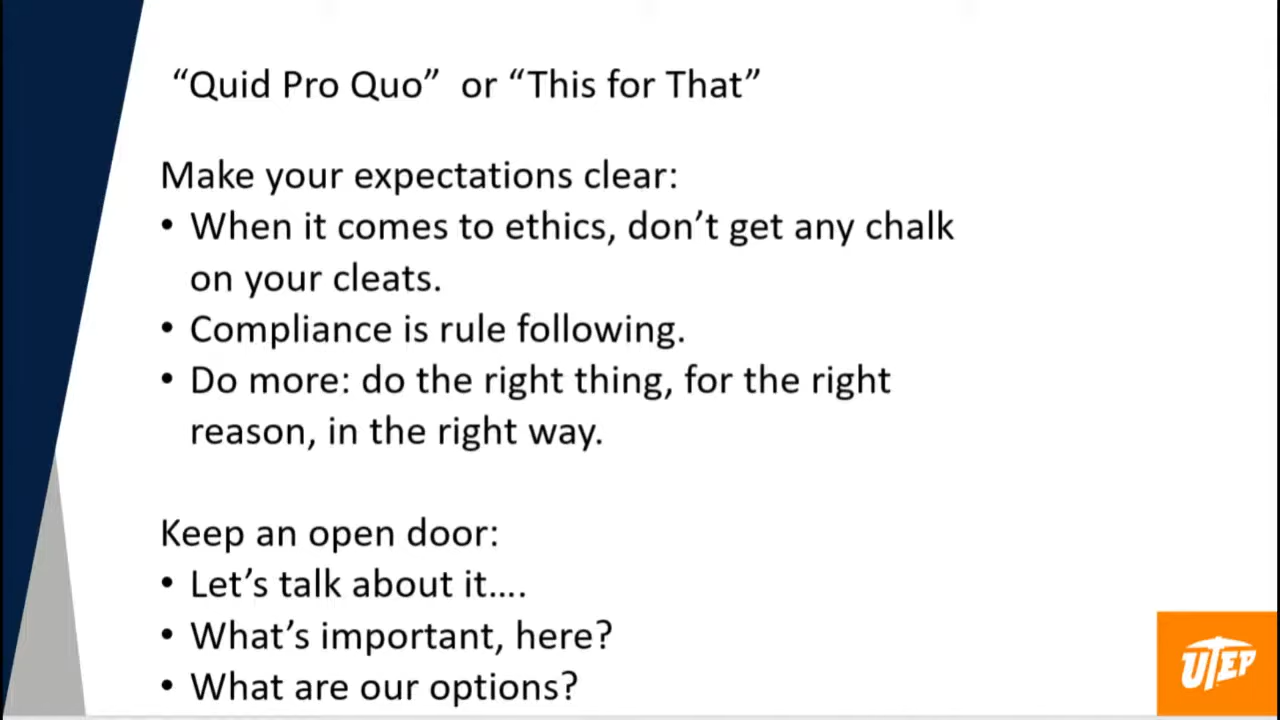 “Quid Pro Quo”  or “This for That”
Make your expectations clear:
• When it comes to ethics, don’t get any chalk
on your cleats.
• Compliance is rule following.
• Do more: do the right thing, for the right
reason, in the right way.
Keep an open door:
• Let’s talk about it....
• What’s important, here?
• What are our options?
UTEP